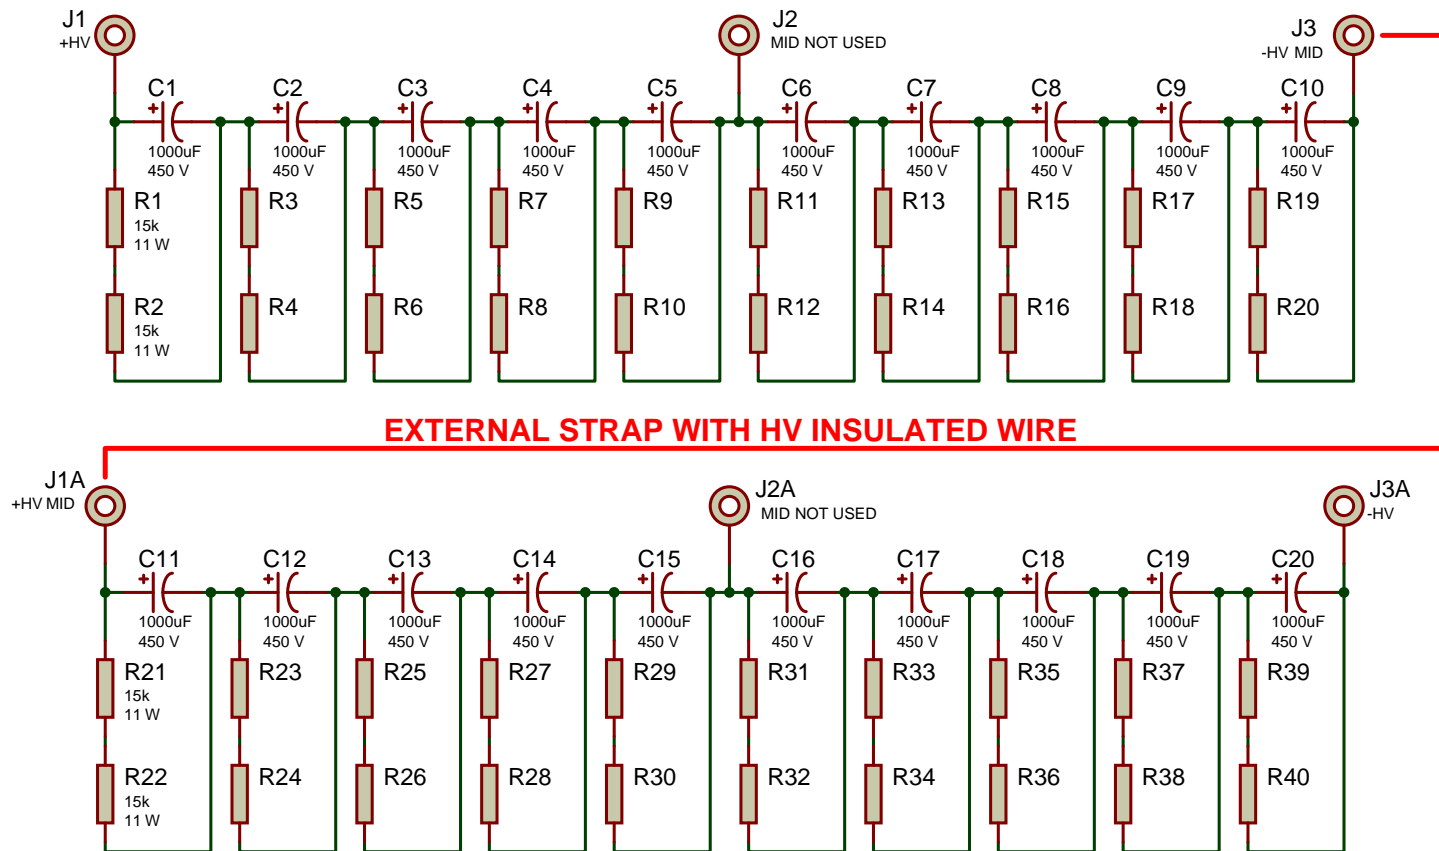 J1
+HV
J2
MID NOT USED
J3
-HV MID
C1
C2
C3
C4
C5
C6
C7
C8
C9
C10
+
+
+
+
+
+
+
+
+
+
1000uF
450 V
1000uF
450 V
1000uF
450 V
1000uF
450 V
1000uF
450 V
1000uF
450 V
1000uF
450 V
1000uF
450 V
1000uF
450 V
1000uF
450 V
R1
15k
11 W
R3
R5
R7
R9
R11
R13
R15
R17
R19
R2
15k
11 W
R4
R6
R8
R10
R12
R14
R16
R18
R20
EXTERNAL STRAP WITH HV INSULATED WIRE
J1A
+HV MID
J2A
MID NOT USED
J3A
-HV
C11
C12
C13
C14
C15
C16
C17
C18
C19
C20
+
+
+
+
+
+
+
+
+
+
1000uF
450 V
1000uF
450 V
1000uF
450 V
1000uF
450 V
1000uF
450 V
1000uF
450 V
1000uF
450 V
1000uF
450 V
1000uF
450 V
1000uF
450 V
R21
15k
11 W
R23
R25
R27
R29
R31
R33
R35
R37
R39
R22
15k
11 W
R24
R26
R28
R30
R32
R34
R36
R38
R40